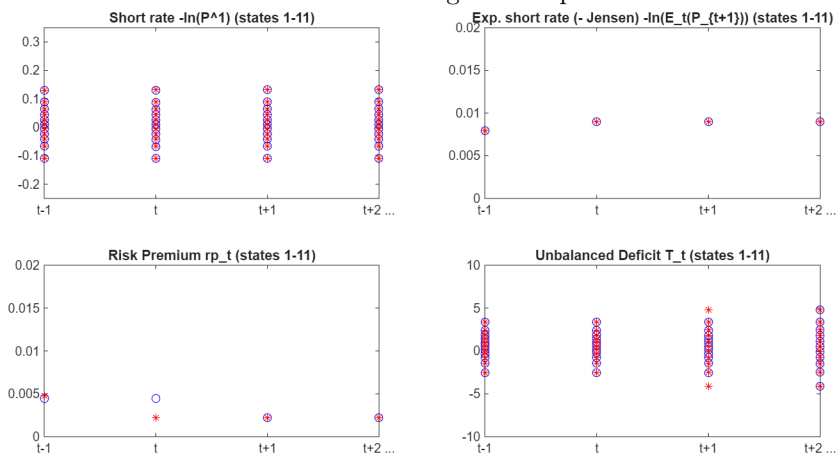 Short rate -ln(P^1) (states 1-11)
0.3
0.2
0.1
0
-0.1
-0.2
t-1 t t+1 t+2 ...
Exp. short rate (- Jensen) -ln(E_t(P_{t+1})) (states 1-11)
0.02
0.015
0.01
0.005
0
t-1 t t+1 t+2 ...
Risk Premium rp_t (states 1-11)
0.02
0.015
0.01
0.005
0
t-1 t t+1 t+2 ...
Unbalanced Deficit T_t (states 1-11)
10
5
0
-5
-10
t-1 t t+1 t+2 ...